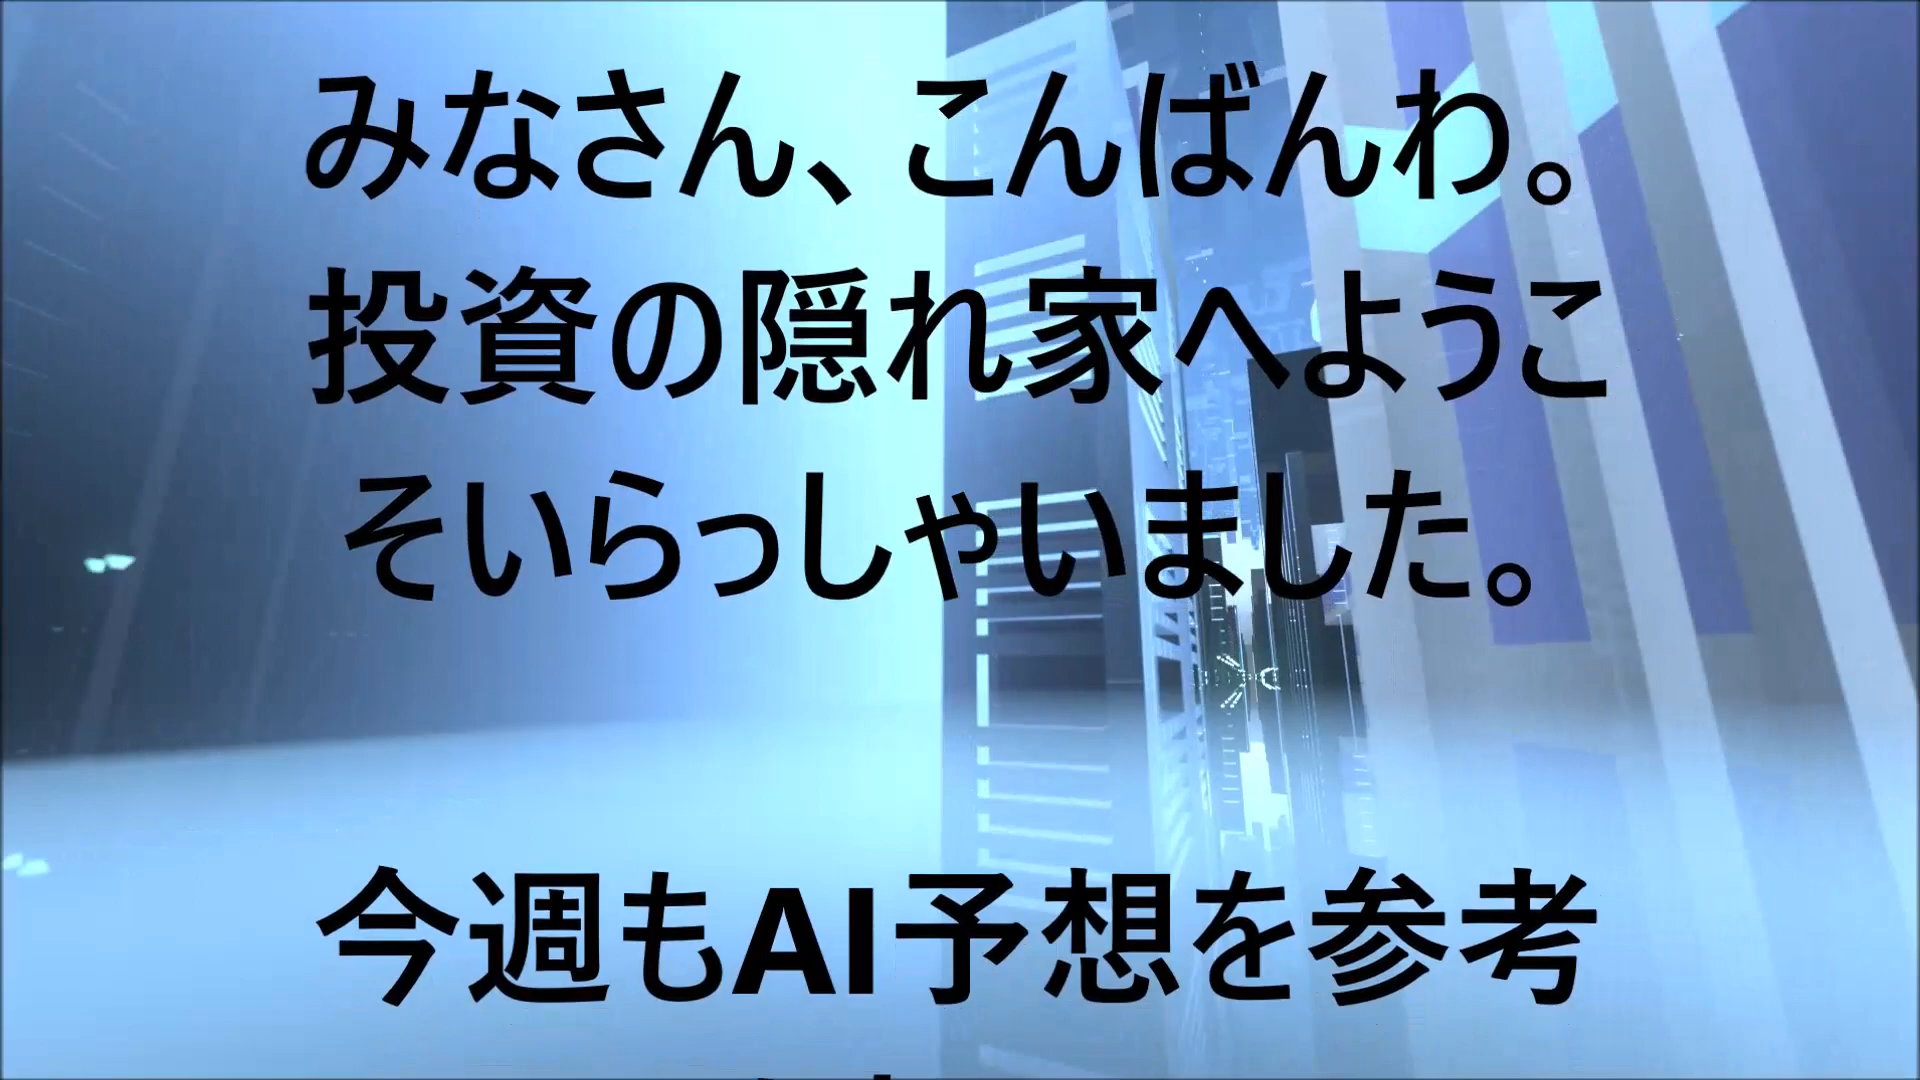 みなさん、こんばんわ。
投資の隠れ家へようこ
そいらっしゃいました。
今週もAI予想を参考